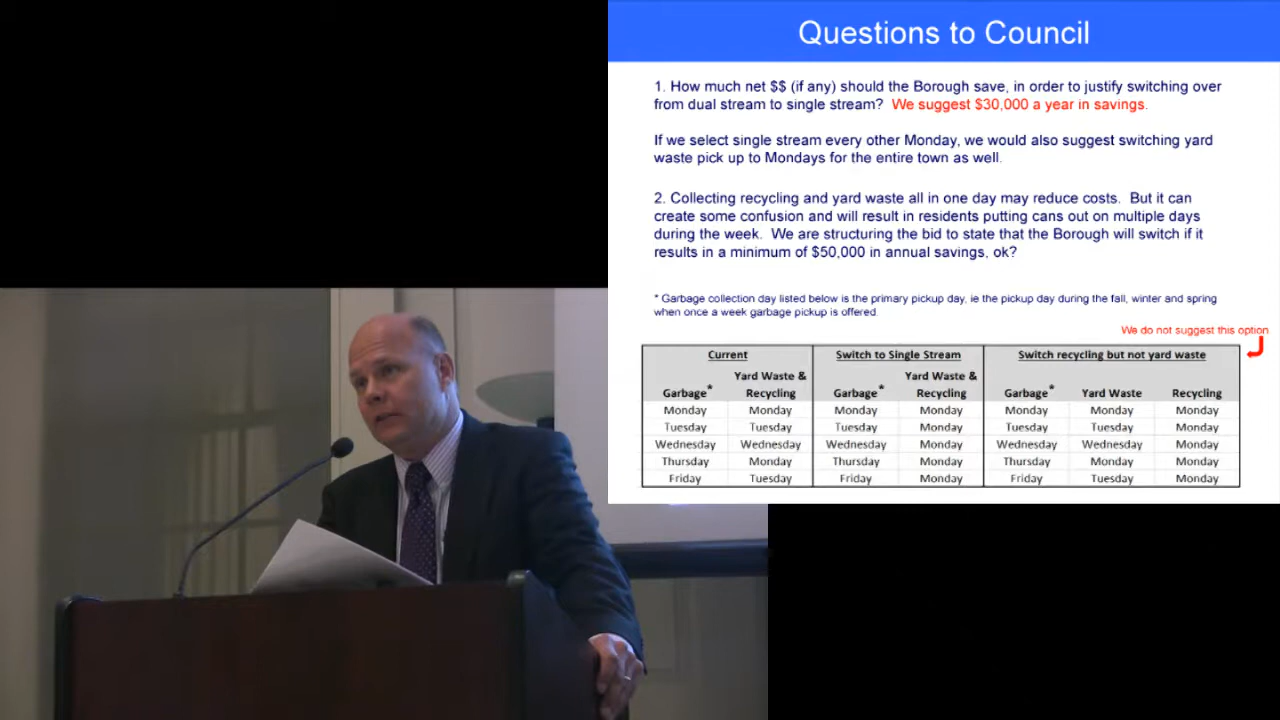 Questions to Council
1. How much net $$ (if any) should the Borough save, in order to justify switching over
from dual stream to single stream? We suggest $30,000 a year in savings.
If we select single stream every other Monday, we would also suggest switching yard
waste pick up to Mondays for the entire town as well.
2. Collecting recycling and yard waste all in one day may reduce costs. But it can
create some confusion and will result in residents putting cans out on multiple days
during the week. We are structuring the bid to state that the Borough will switch if it
results in a minimum of $50,000 in annual savings, ok?
* Garbage collection day listed below is the primary pickup day, ie the pickup day during the fall, winter and spring
when once a week garbage pickup is offered.
We do not suggest this option
Current Switch to Single Stream Switch recycling but not yard waste
Yard Waste & Yard Waste &
Garbage* Recycling Garbage* Recycling Garbage* Yard Waste Recycling
Monday Monday Monday Monday Monday Monday Monday
Tuesday Tuesday Tuesday Monday Tuesday Tuesday Monday
Wednesday Wednesday Wednesday Monday Wednesday Wednesday Monday
Thursday Monday Thursday Monday Thursday Monday Monday
Friday Tuesday Friday Monday Friday Tuesday Monday